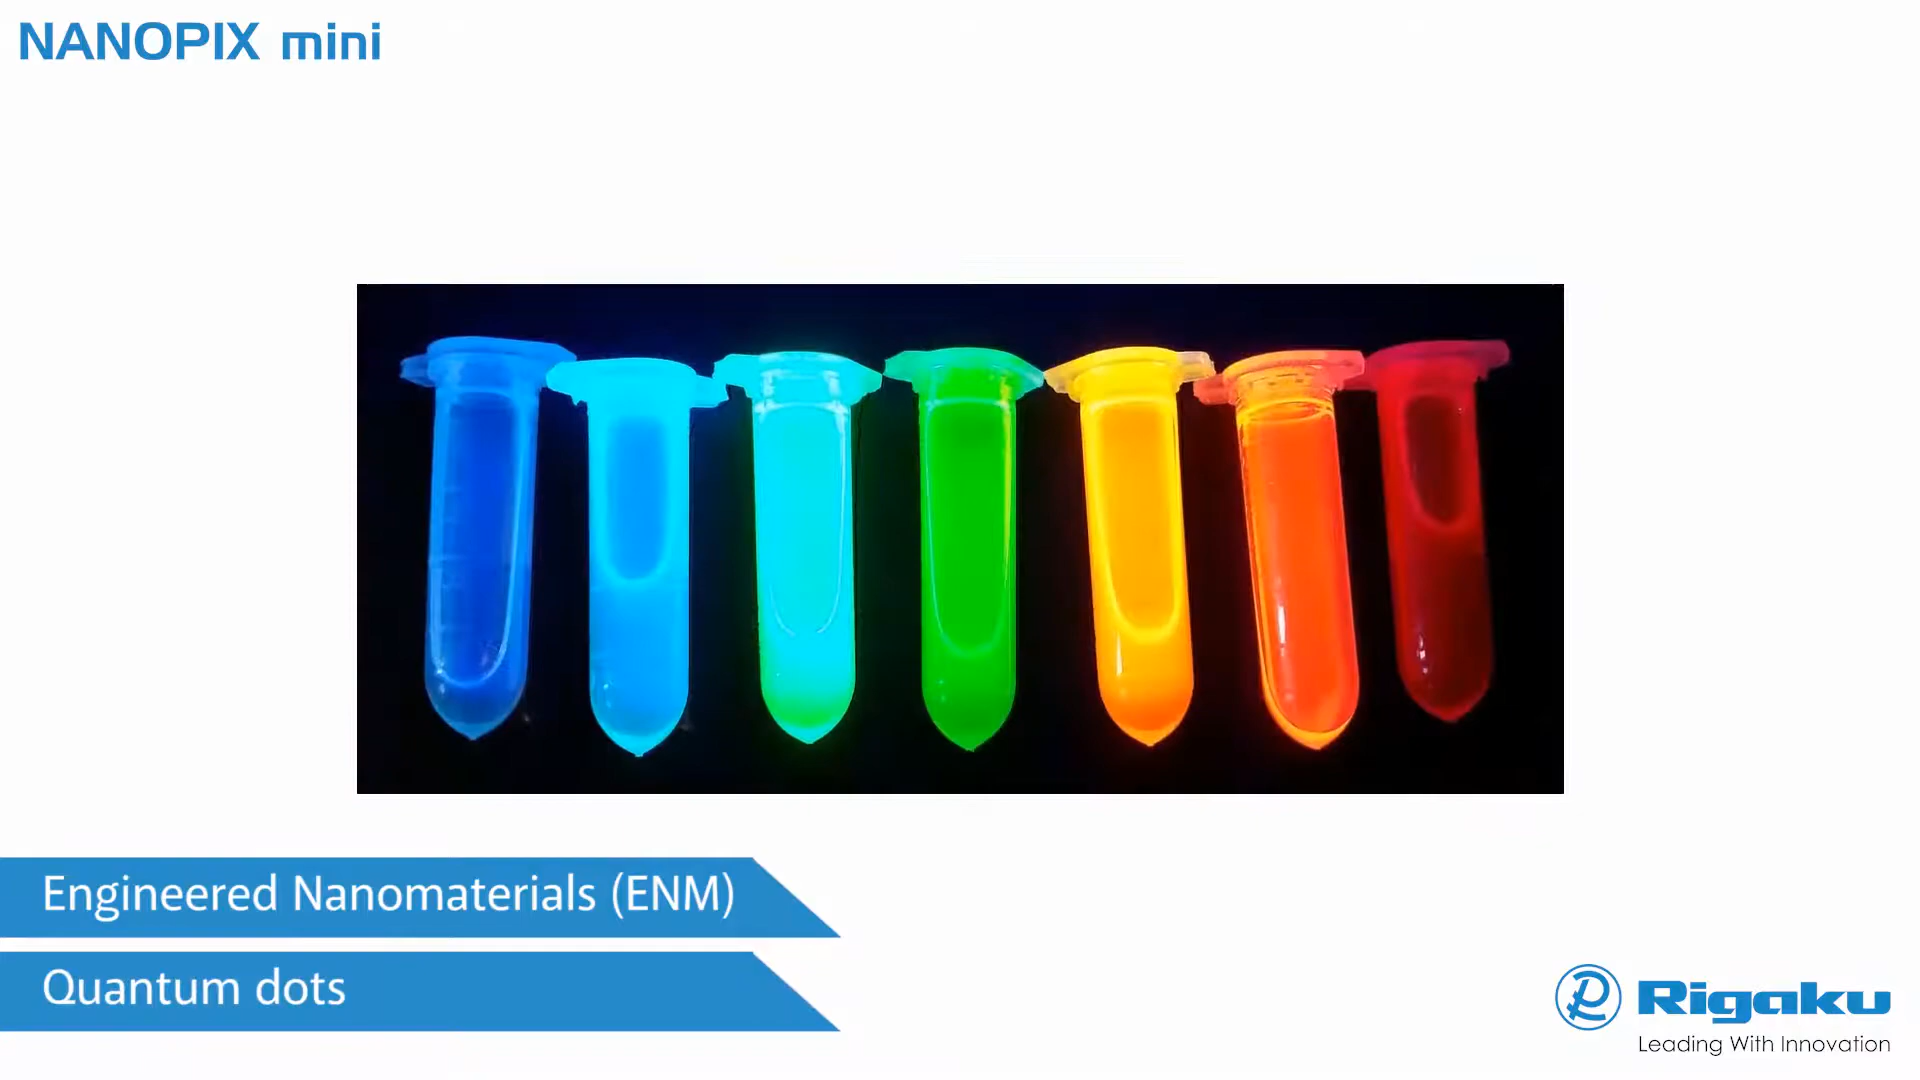 NANOPIX mini
Engineered Nanomaterials (ENM)
Quantum dots
Rigaku
Leading With Innovation